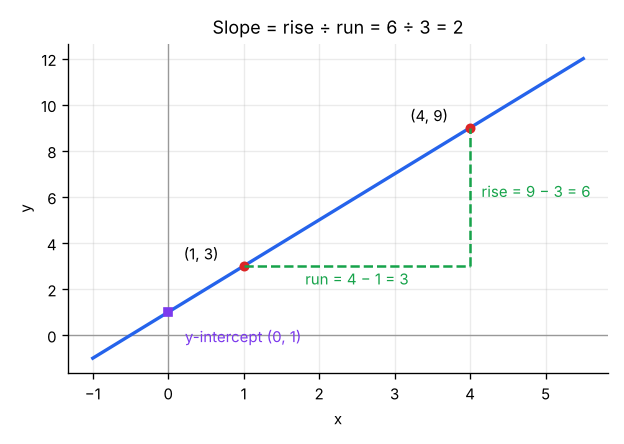 Slope = rise ÷ run = 6 ÷ 3 = 2
12
10
8
6
4
2
0
y
(4, 9)
rise = 9 − 3 = 6
(1, 3)
run = 4 − 1 = 3
y-intercept (0, 1)
−1 0 1 2 3 4 5
x